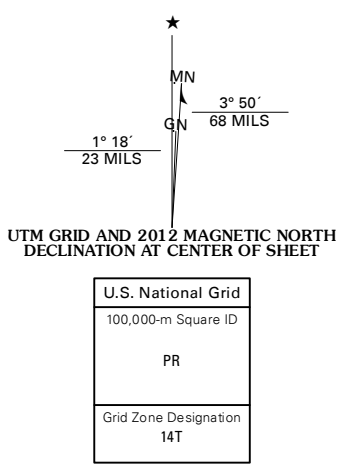 ★
MN
3° 50´
68 MILS
GN
1° 18´
23 MILS
UTM GRID AND 2012 MAGNETIC NORTH
DECLINATION AT CENTER OF SHEET
U.S. National Grid
100,000-m Square ID
PR
Grid Zone Designation
14T